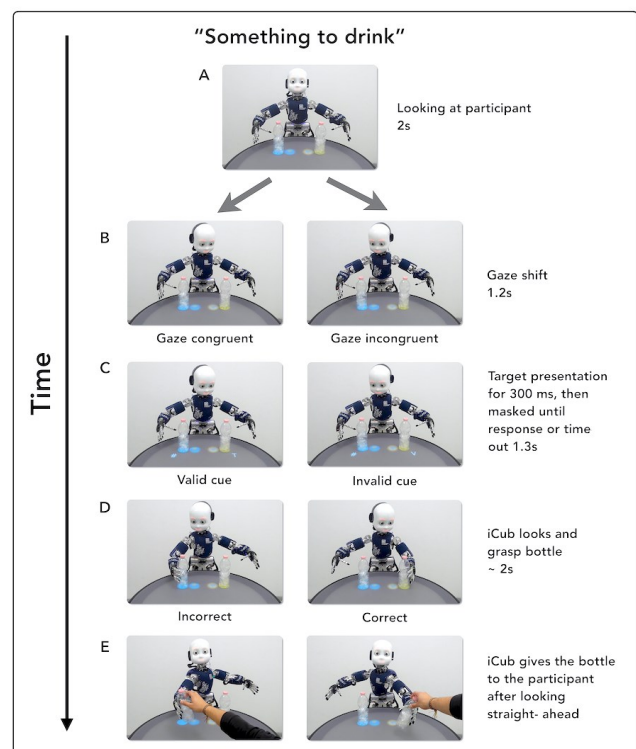 “Something to drink”
A
Looking at participant
2s
B
Gaze shift
1.2s
Gaze congruent
Gaze incongruent
Time
C
Target presentation
for 300 ms, then
masked until
response or time
out 1.3s
Valid cue
Invalid cue
D
iCub looks and
grasp bottle
~ 2s
Incorrect
Correct
E
iCub gives the bottle
to the participant
after looking
straight- ahead